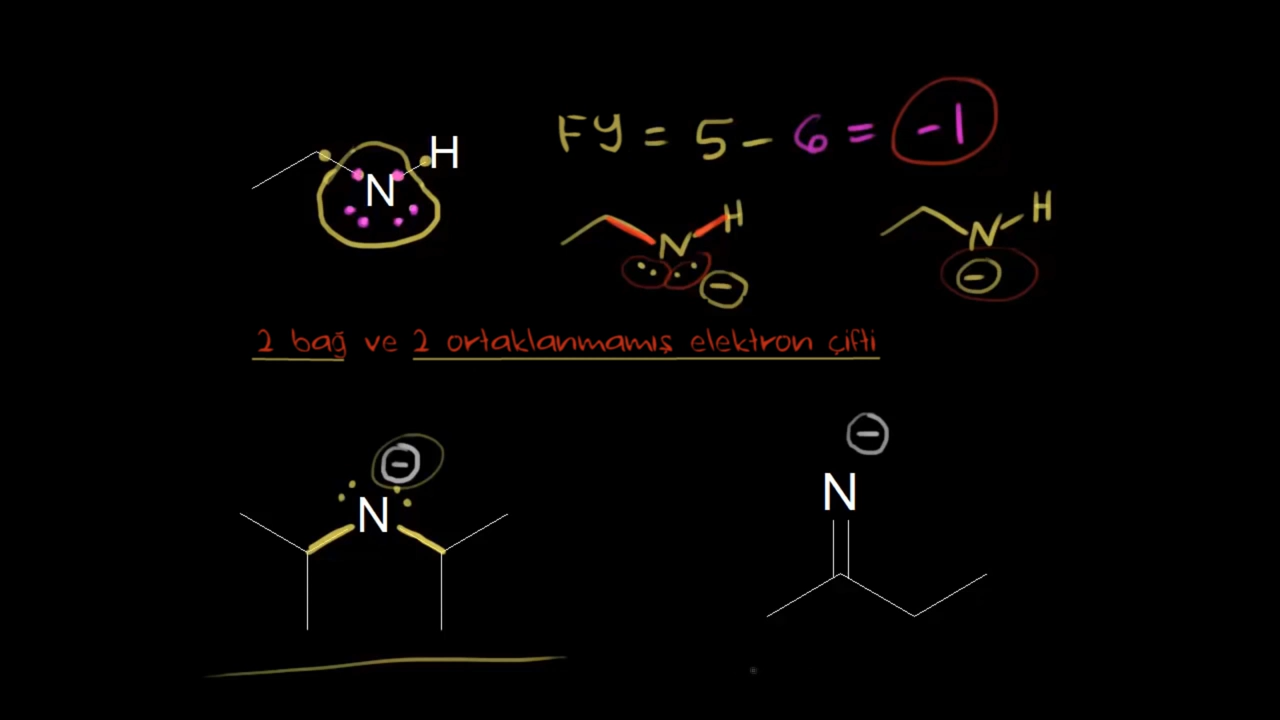 FY = 5 - 6 = -1
H
N
N H
-
N H
-
2 bağ ve 2 ortaklanmamış elektron çifti
-
N
-
N